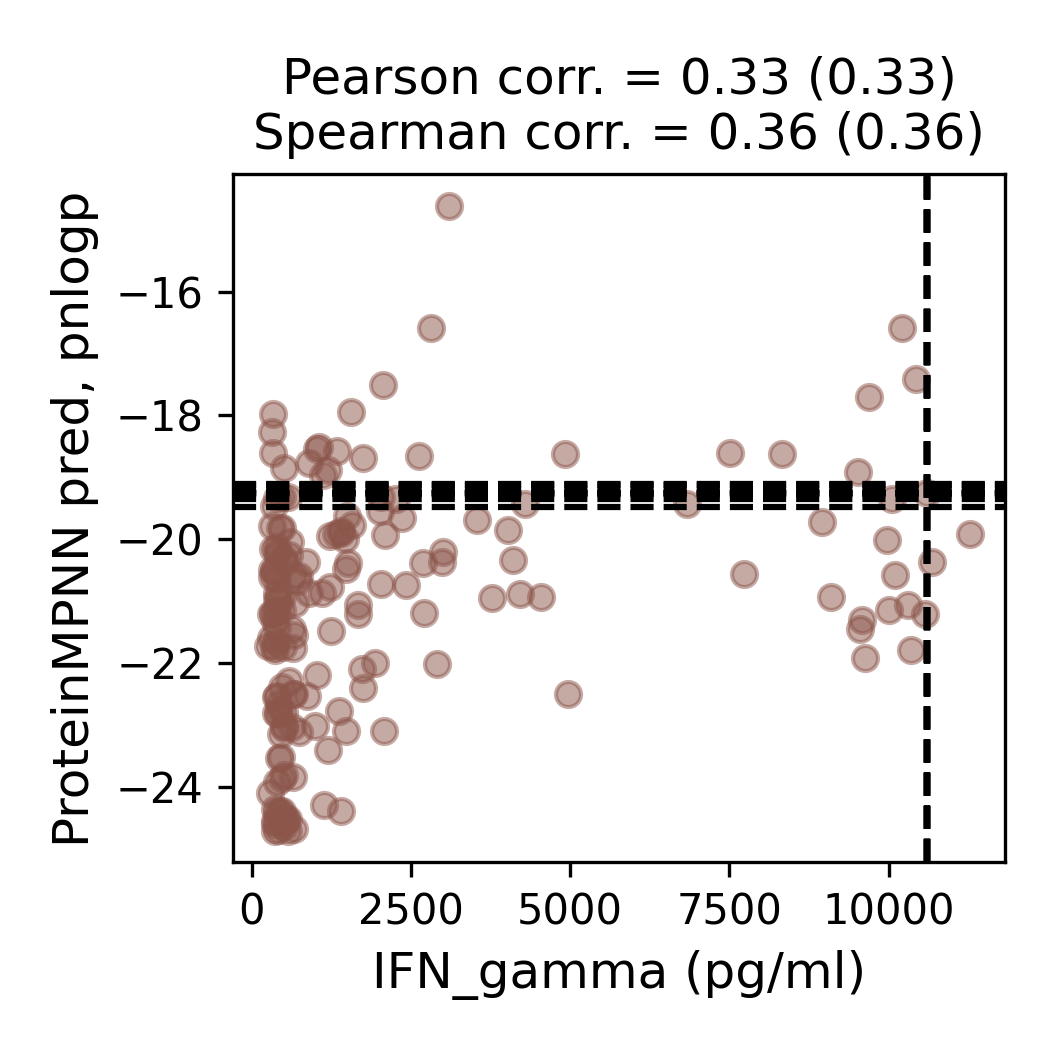 Pearson corr. = 0.33 (0.33)
Spearman corr. = 0.36 (0.36)
ProteinMPNN pred, pnlogp
−16
−18
−20
−22
−24
0
2500
5000
7500
10000
IFN_gamma (pg/ml)